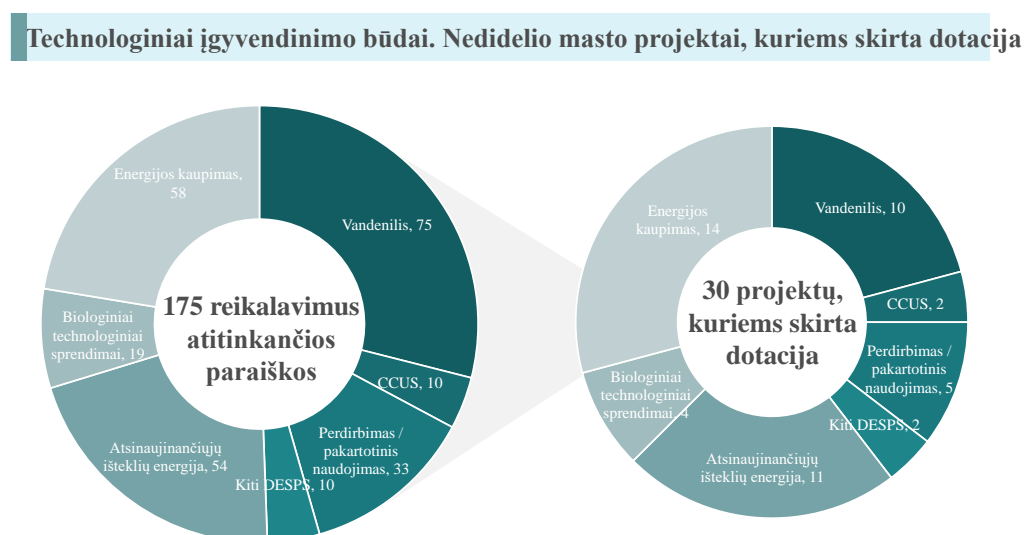 Technologiniai įgyvendinimo būdai. Nedidelio masto projektai, kuriems skirta dotacija
Energijos kaupimas,
58
Vandenilis, 75
Biologiniai
technologiniai
sprendimai, 19
175 reikalavimus
atitinkančios
paraiškos
CCUS, 10
Perdirbimas /
pakartotinis
naudojimas, 33
Atsinaujinančiųjų
išteklių energija, 54
Kiti DESPS, 10
Energijos
kaupimas, 14
Vandenilis, 10
30 projektų,
kuriems skirta
dotacija
CCUS, 2
Perdirbimas /
pakartotinis
naudojimas, 5
Biologiniai
technologiniai
sprendimai, 4
Kiti DESPS, 2
Atsinaujinančiųjų
išteklių energija, 11